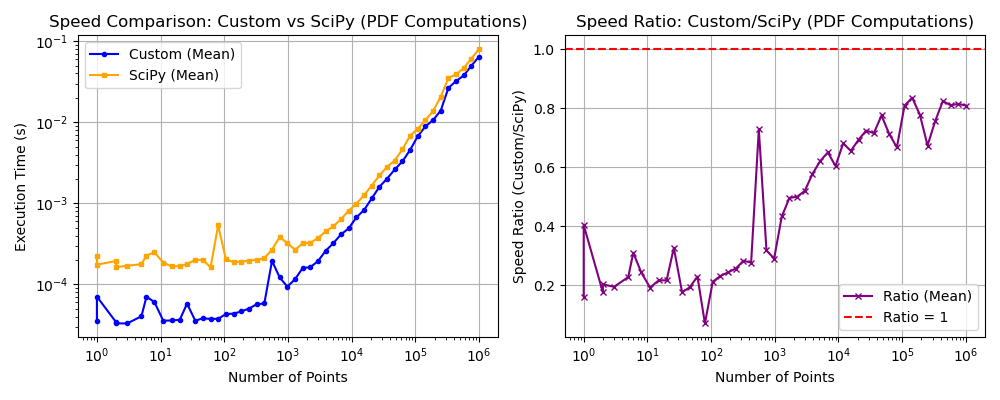 Speed Comparison: Custom vs SciPy (PDF Computations)
Custom (Mean)
SciPy (Mean)
Execution Time (s)
10⁻¹
10⁻²
10⁻³
10⁻⁴
10⁰ 10¹ 10² 10³ 10⁴ 10⁵ 10⁶
Number of Points
Speed Ratio: Custom/SciPy (PDF Computations)
Speed Ratio (Custom/SciPy)
1.0
0.8
0.6
0.4
0.2
Ratio (Mean)
Ratio = 1
10⁰ 10¹ 10² 10³ 10⁴ 10⁵ 10⁶
Number of Points